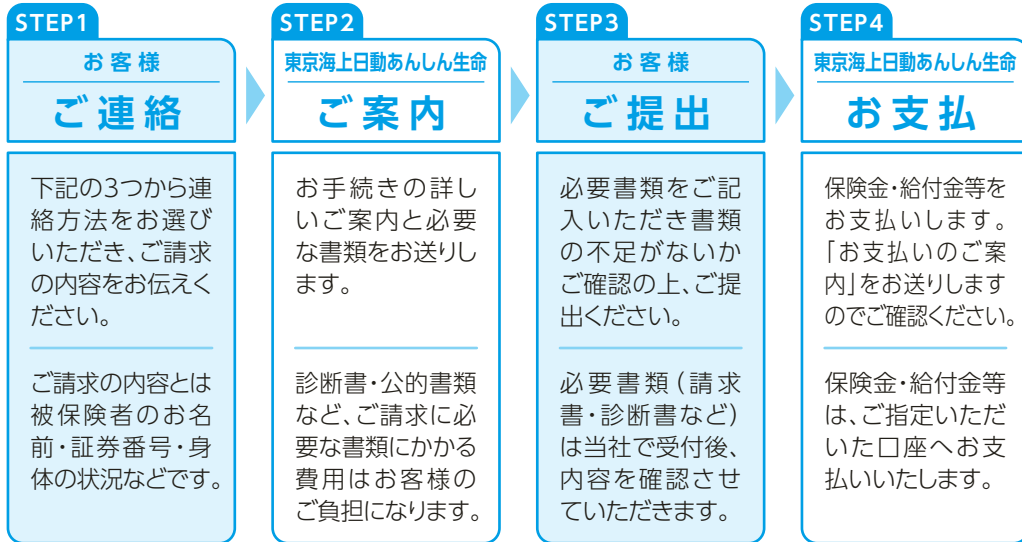 STEP1
お客様
ご連絡
下記の3つから連
絡方法をお選び
いただき、ご請求
の内容をお伝えく
ださい。
ご請求の内容とは
被保険者のお名
前・証券番号・身
体の状況などです。
STEP2
東京海上日動あんしん生命
ご案内
お手続きの詳し
いご案内と必要
な書類をお送りし
ます。
診断書・公的書類
など、ご請求に必
要な書類にかかる
費用はお客様の
ご負担になります。
STEP3
お客様
ご提出
必要書類をご記
入いただき書類
の不足がないか
ご確認の上、ご提
出ください。
必要書類(請求
書・診断書など)
は当社で受付後、
内容を確認させ
ていただきます。
STEP4
東京海上日動あんしん生命
お支払
保険金・給付金等を
お支払いします。
「お支払いのご案
内」をお送りします
のでご確認ください。
保険金・給付金等
は、ご指定いただ
いた口座へお支
払いいたします。